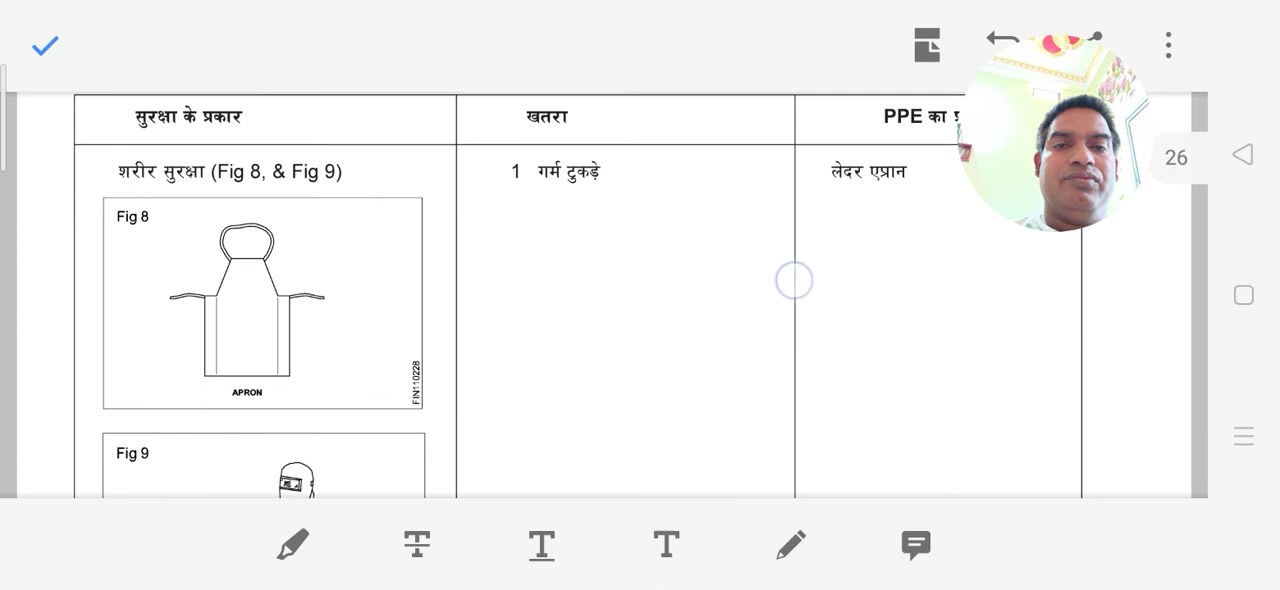 सुरक्षा के प्रकार
खतरा
PPE का
शरीर सुरक्षा (Fig 8, & Fig 9)
1 गर्म टुकड़े
लेदर एप्रान
26
Fig 8
APRON
FIN110228
Fig 9